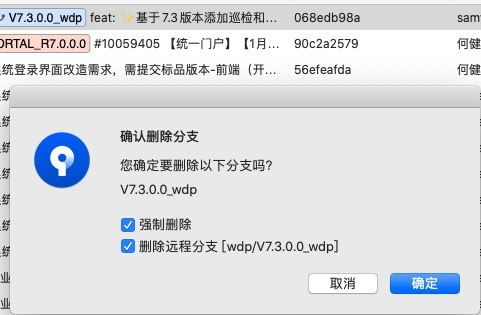 V7.3.0.0_wdp feat: ✨基于7.3版本添加巡检和… 068edb98a sam
ORTAL_R7.0.0.0 #10059405 【统一门户】【1月… 90c2a2579 何健
系统登录界面改造需求，需提交标品版本-前端（开… 56efeafda 何健
确认删除分支
您确定要删除以下分支吗?
V7.3.0.0_wdp
强制删除
删除远程分支 [wdp/V7.3.0.0_wdp]
取消 确定